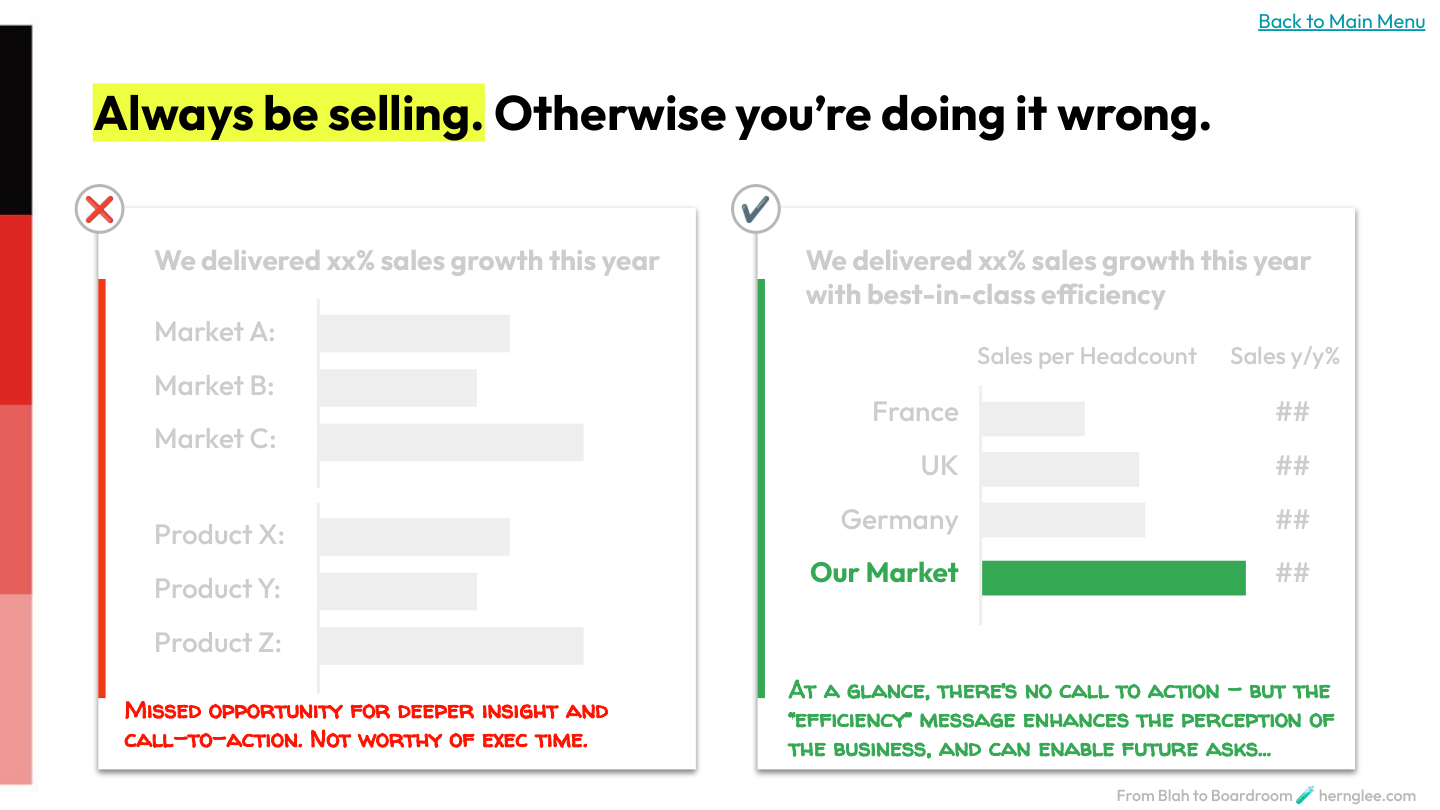 Back to Main Menu
Always be selling. Otherwise you're doing it wrong.
We delivered xx% sales growth this year
Market A:
Market B:
Market C:
Product X:
Product Y:
Product Z:
Missed opportunity for deeper insight and
call-to-action. Not worthy of exec time.
We delivered xx% sales growth this year
with best-in-class efficiency
Sales per Headcount Sales y/y%
France ##
UK ##
Germany ##
Our Market ##
At a glance, there's no call to action – but the
"efficiency" message enhances the perception of
the business, and can enable future asks...
From Blah to Boardroom 🧪 hernglee.com